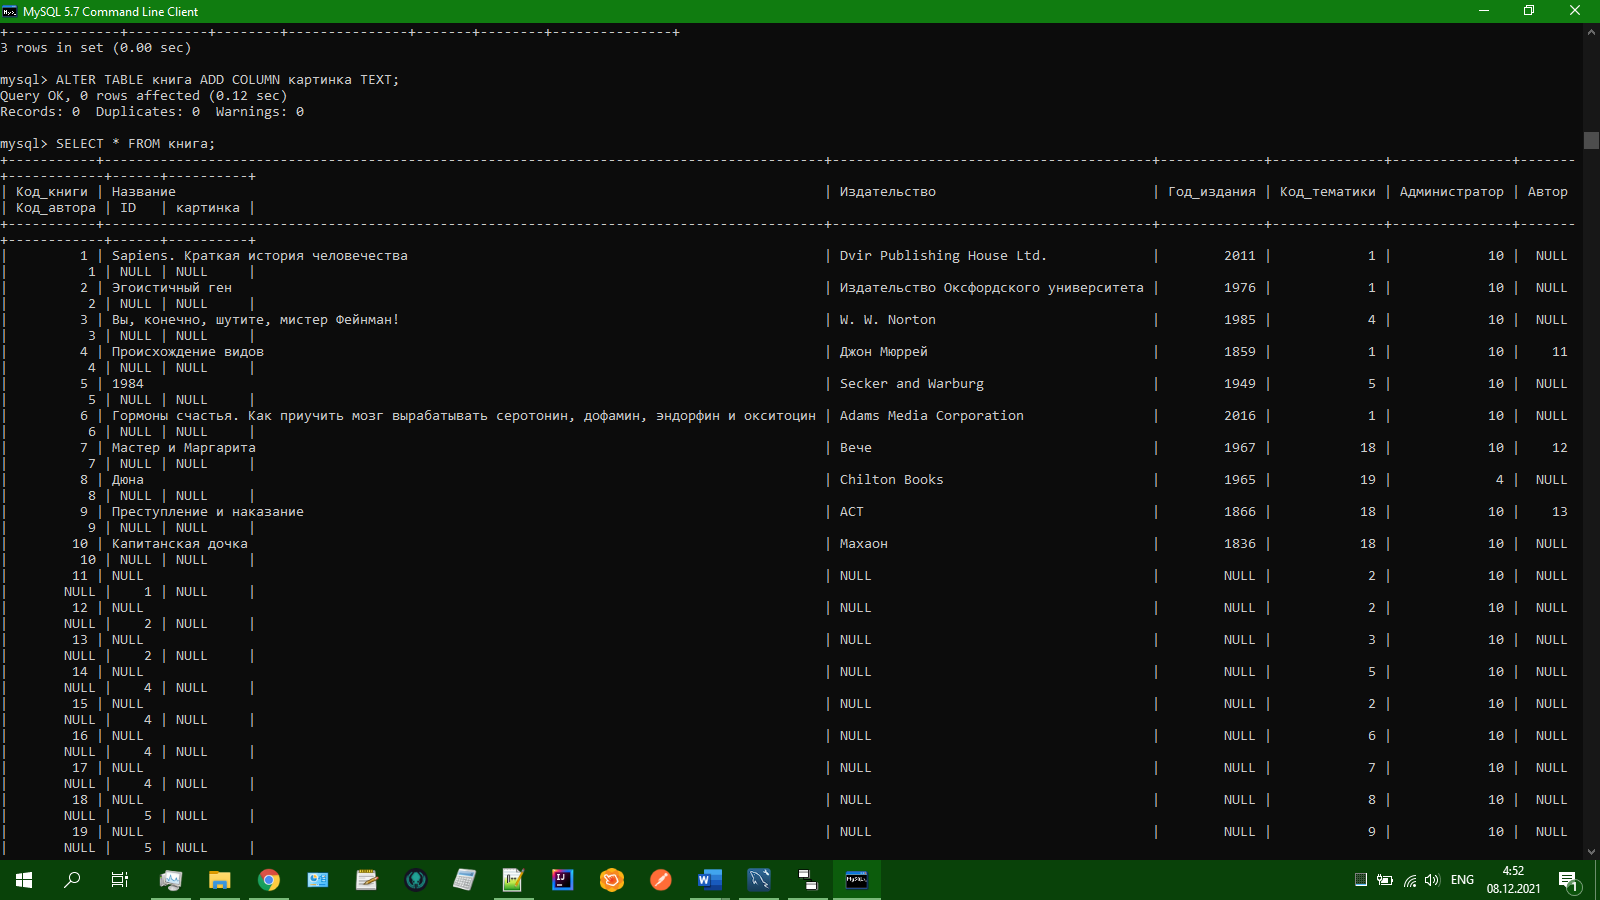 MySQL 5.7 Command Line Client
+--------------+----------+--------+---------------+-------+--------+---------------+
3 rows in set (0.00 sec)
mysql> ALTER TABLE книга ADD COLUMN картинка TEXT;
Query OK, 0 rows affected (0.12 sec)
Records: 0  Duplicates: 0  Warnings: 0
mysql> SELECT * FROM книга;
| Код_книги | Название | Издательство | Год_издания | Код_тематики | Администратор | Автор
| Код_автора | ID   | картинка |
| 1 | Sapiens. Краткая история человечества | Dvir Publishing House Ltd. | 2011 | 1 | 10 | NULL
| 1 | NULL | NULL |
| 2 | Эгоистичный ген | Издательство Оксфордского университета | 1976 | 1 | 10 | NULL
| 2 | NULL | NULL |
| 3 | Вы, конечно, шутите, мистер Фейнман! | W. W. Norton | 1985 | 4 | 10 | NULL
| 3 | NULL | NULL |
| 4 | Происхождение видов | Джон Мюррей | 1859 | 1 | 10 | 11
| 4 | NULL | NULL |
| 5 | 1984 | Secker and Warburg | 1949 | 5 | 10 | NULL
| 5 | NULL | NULL |
| 6 | Гормоны счастья. Как приучить мозг вырабатывать серотонин, дофамин, эндорфин и окситоцин | Adams Media Corporation | 2016 | 1 | 10 | NULL
| 6 | NULL | NULL |
| 7 | Мастер и Маргарита | Вече | 1967 | 18 | 10 | 12
| 7 | NULL | NULL |
| 8 | Дюна | Chilton Books | 1965 | 19 | 4 | NULL
| 8 | NULL | NULL |
| 9 | Преступление и наказание | АСТ | 1866 | 18 | 10 | 13
| 9 | NULL | NULL |
| 10 | Капитанская дочка | Махаон | 1836 | 18 | 10 | NULL
| 10 | NULL | NULL |
| 11 | NULL | NULL | NULL | 2 | 10 | NULL
| NULL | 1 | NULL |
| 12 | NULL | NULL | NULL | 2 | 10 | NULL
| NULL | 2 | NULL |
| 13 | NULL | NULL | NULL | 3 | 10 | NULL
| NULL | 2 | NULL |
| 14 | NULL | NULL | NULL | 5 | 10 | NULL
| NULL | 4 | NULL |
| 15 | NULL | NULL | NULL | 2 | 10 | NULL
| NULL | 4 | NULL |
| 16 | NULL | NULL | NULL | 6 | 10 | NULL
| NULL | 4 | NULL |
| 17 | NULL | NULL | NULL | 7 | 10 | NULL
| NULL | 4 | NULL |
| 18 | NULL | NULL | NULL | 8 | 10 | NULL
| NULL | 5 | NULL |
| 19 | NULL | NULL | NULL | 9 | 10 | NULL
| NULL | 5 | NULL |
ENG
4:52
08.12.2021
1